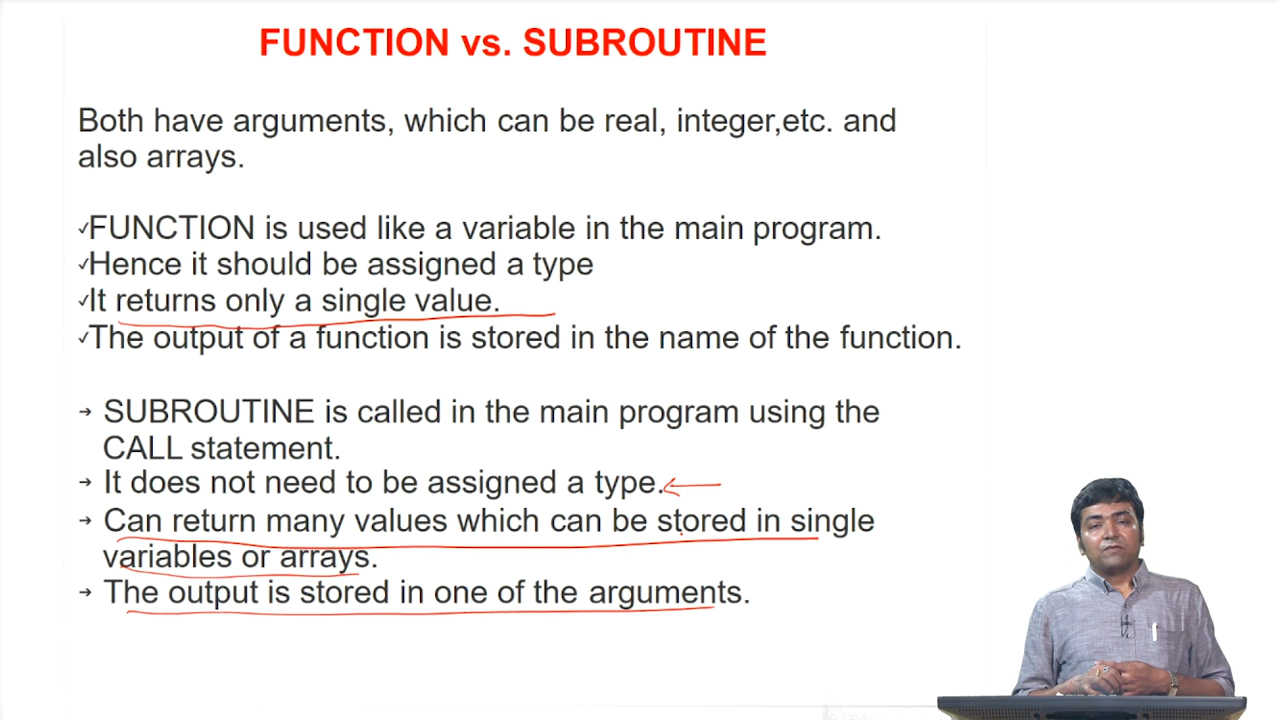 FUNCTION vs. SUBROUTINE
Both have arguments, which can be real, integer,etc. and
also arrays.
✓FUNCTION is used like a variable in the main program.
✓Hence it should be assigned a type
✓It returns only a single value.
✓The output of a function is stored in the name of the function.
→ SUBROUTINE is called in the main program using the
CALL statement.
→ It does not need to be assigned a type.
→ Can return many values which can be stored in single
variables or arrays.
→ The output is stored in one of the arguments.